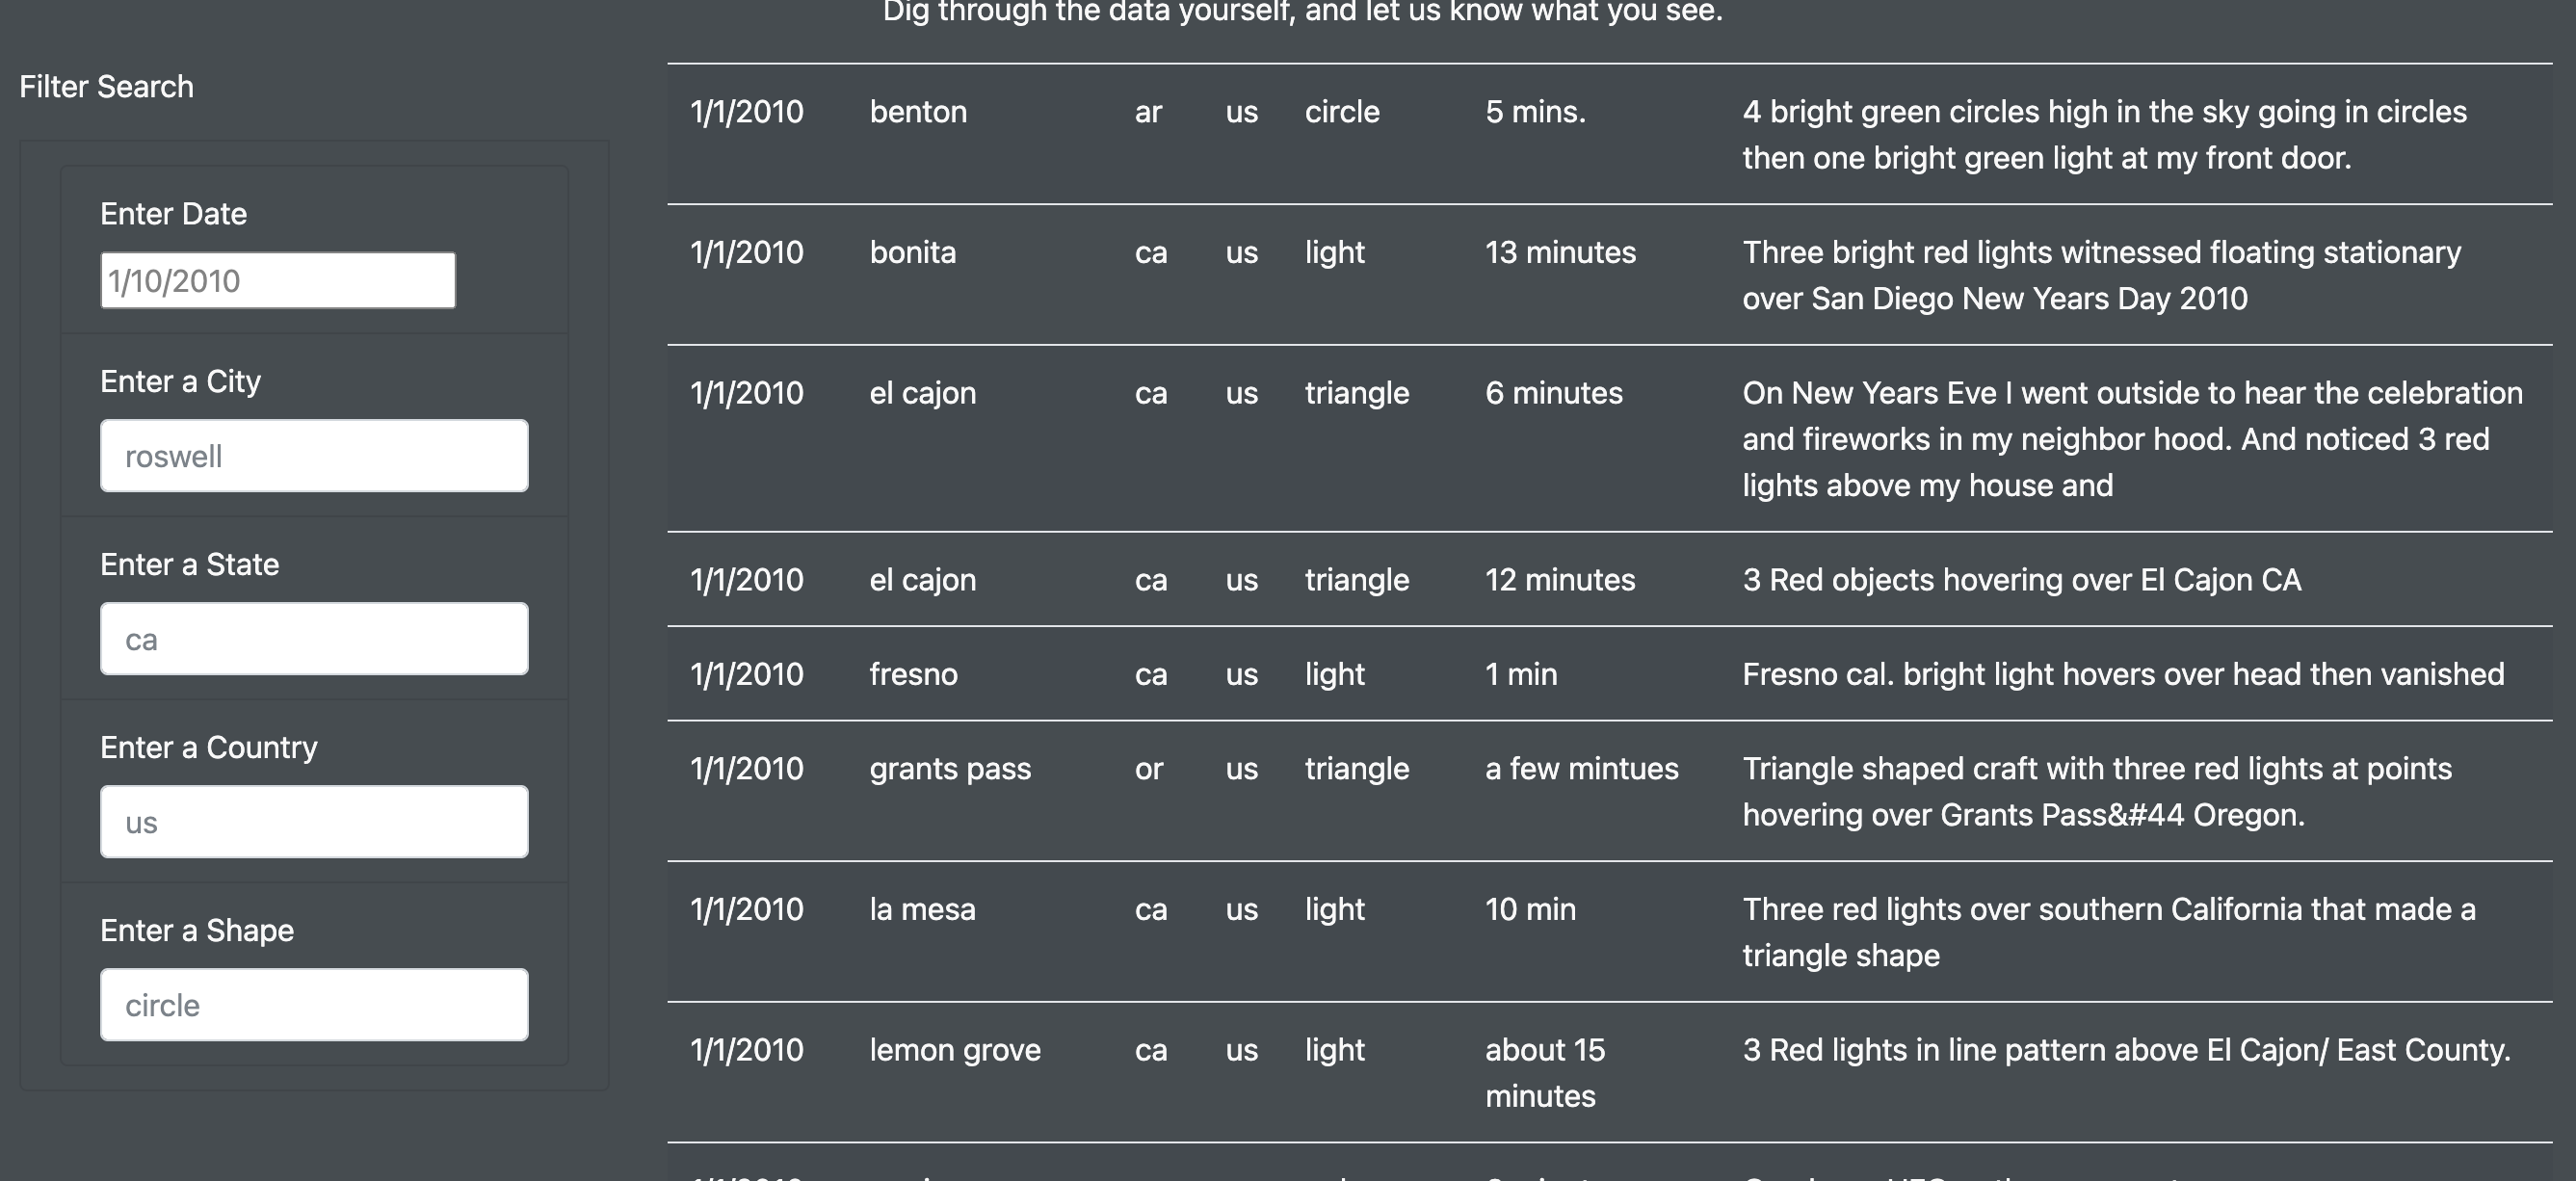 Dig through the data yourself, and let us know what you see.
Filter Search
Enter Date
1/10/2010
Enter a City
roswell
Enter a State
ca
Enter a Country
us
Enter a Shape
circle
1/1/2010 benton ar us circle 5 mins. 4 bright green circles high in the sky going in circles
then one bright green light at my front door.
1/1/2010 bonita ca us light 13 minutes Three bright red lights witnessed floating stationary
over San Diego New Years Day 2010
1/1/2010 el cajon ca us triangle 6 minutes On New Years Eve I went outside to hear the celebration
and fireworks in my neighbor hood. And noticed 3 red
lights above my house and
1/1/2010 el cajon ca us triangle 12 minutes 3 Red objects hovering over El Cajon CA
1/1/2010 fresno ca us light 1 min Fresno cal. bright light hovers over head then vanished
1/1/2010 grants pass or us triangle a few mintues Triangle shaped craft with three red lights at points
hovering over Grants Pass&#44 Oregon.
1/1/2010 la mesa ca us light 10 min Three red lights over southern California that made a
triangle shape
1/1/2010 lemon grove ca us light about 15 3 Red lights in line pattern above El Cajon/ East County.
minutes